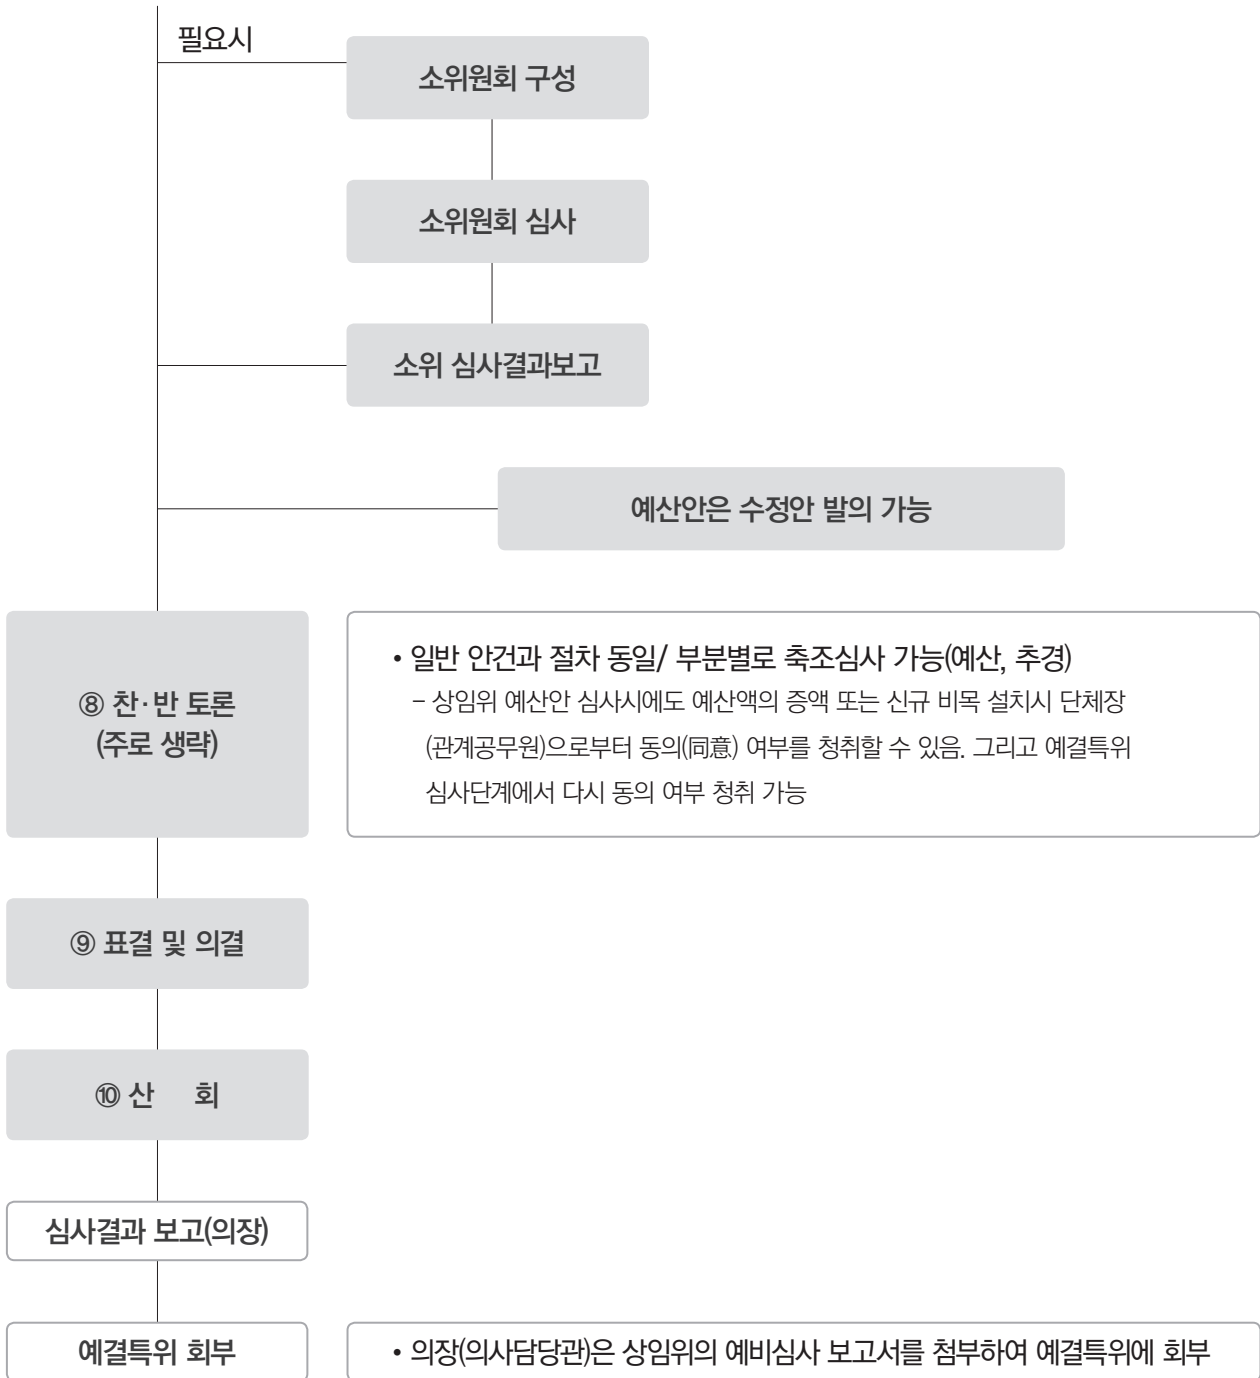 필요시
소위원회 구성
소위원회 심사
소위 심사결과보고
예산안은 수정안 발의 가능
⑧ 찬·반 토론
(주로 생략)
• 일반 안건과 절차 동일/ 부분별로 축조심사 가능(예산, 추경)
– 상임위 예산안 심사시에도 예산액의 증액 또는 신규 비목 설치시 단체장
(관계공무원)으로부터 동의(同意) 여부를 청취할 수 있음. 그리고 예결특위
심사단계에서 다시 동의 여부 청취 가능
⑨ 표결 및 의결
⑩ 산 회
심사결과 보고(의장)
예결특위 회부
• 의장(의사담당관)은 상임위의 예비심사 보고서를 첨부하여 예결특위에 회부